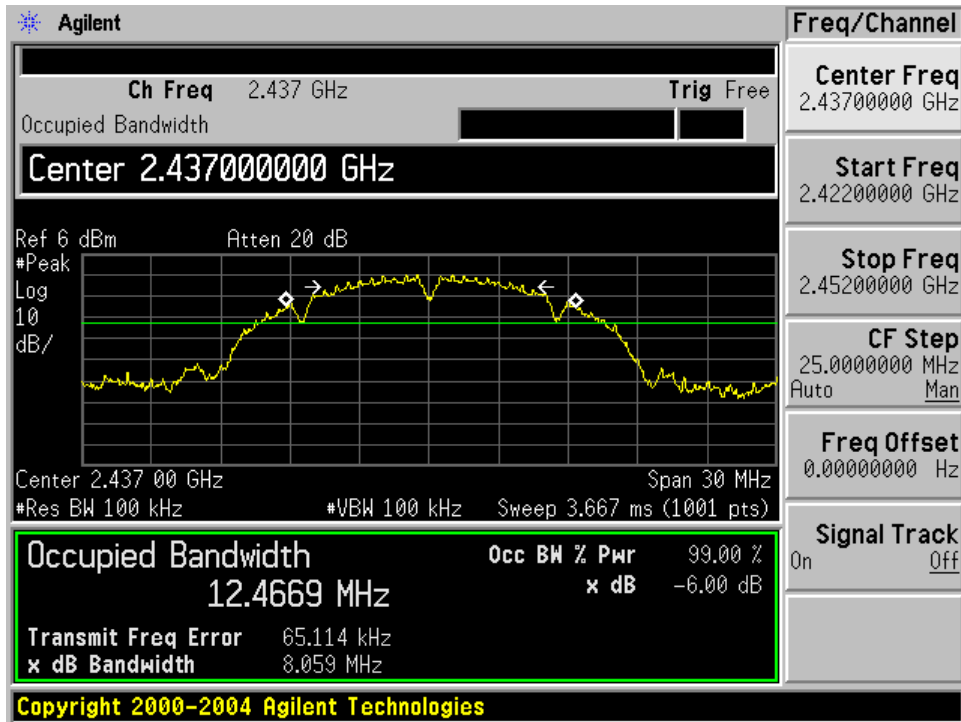 Agilent
Freq/Channel
Ch Freq 2.437 GHz Trig Free
Occupied Bandwidth
Center 2.437000000 GHz
Ref 6 dBm Atten 20 dB
#Peak
Log
10
dB/
Center 2.437 00 GHz Span 30 MHz
#Res BW 100 kHz #VBW 100 kHz Sweep 3.667 ms (1001 pts)
Occupied Bandwidth Occ BW % Pwr 99.00 %
12.4669 MHz x dB -6.00 dB
Transmit Freq Error 65.114 kHz
x dB Bandwidth 8.059 MHz
Center Freq
2.43700000 GHz
Start Freq
2.42200000 GHz
Stop Freq
2.45200000 GHz
CF Step
25.0000000 MHz
Auto Man
Freq Offset
0.00000000 Hz
Signal Track
On Off
Copyright 2000-2004 Agilent Technologies